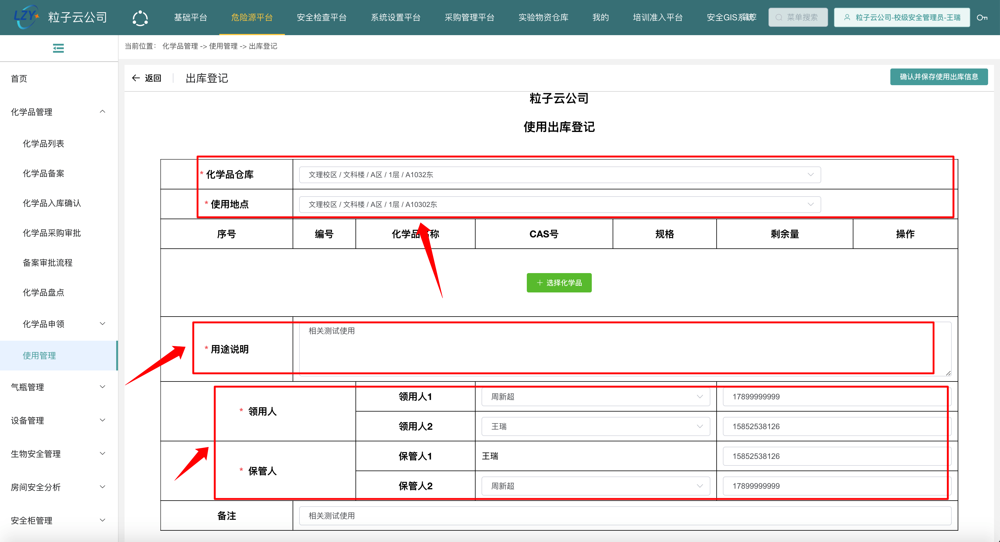 LZY 粒子云公司 基础平台 危险源平台 安全检查平台 系统设置平台 采购管理平台 实验物资仓库 我的 培训准入平台 安全GIS系统 菜单搜索 粒子云公司-校级安全管理员-王瑞
当前位置： 化学品管理 -> 使用管理 -> 出库登记
首页
化学品管理
化学品列表
化学品备案
化学品入库确认
化学品采购审批
备案审批流程
化学品盘点
化学品申领
使用管理
气瓶管理
设备管理
生物安全管理
房间安全分析
安全柜管理
返回 出库登记 确认并保存使用出库信息
粒子云公司
使用出库登记
* 化学品仓库 文理校区 / 文科楼 / A区 / 1层 / A1032东
* 使用地点 文理校区 / 文科楼 / A区 / 1层 / A10302东
序号 编号 化学品名称 CAS号 规格 剩余量 操作
选择化学品
* 用途说明 相关测试使用
* 领用人
领用人1 周新超 17899999999
领用人2 王瑞 15852538126
* 保管人
保管人1 王瑞 15852538126
保管人2 周新超 17899999999
备注 相关测试使用